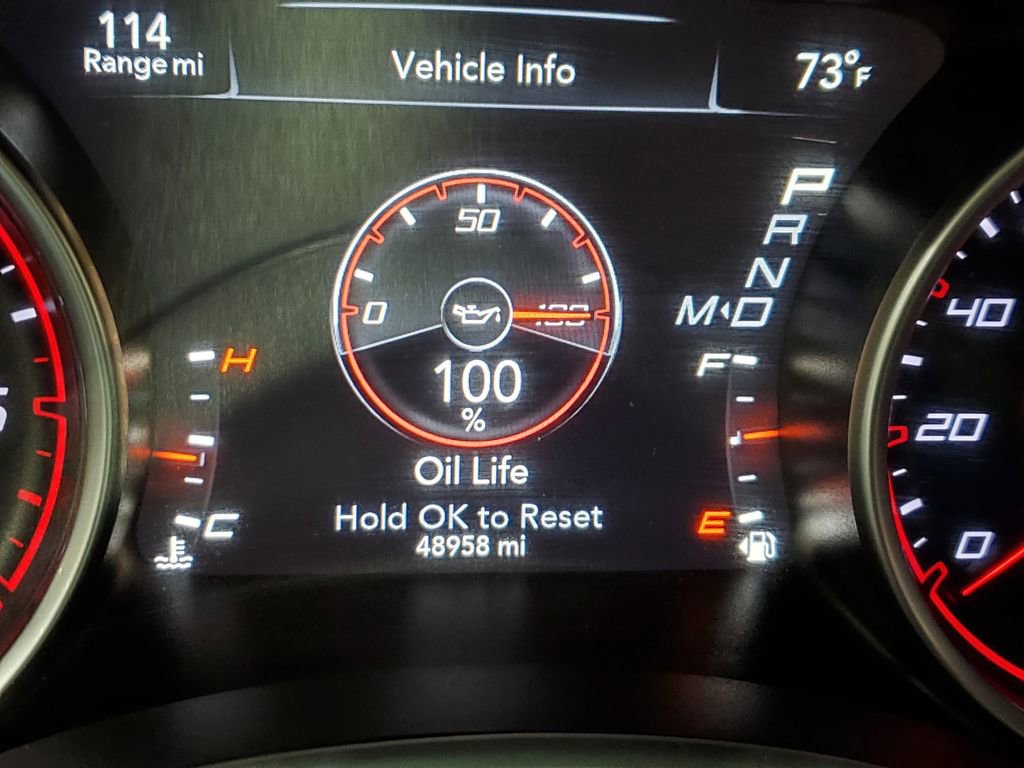 114
Range mi
Vehicle Info
73°F
P
R
N
M◂D
0
50
100
100
%
Oil Life
Hold OK to Reset
48958 mi
H
C
F
E
40
20
0